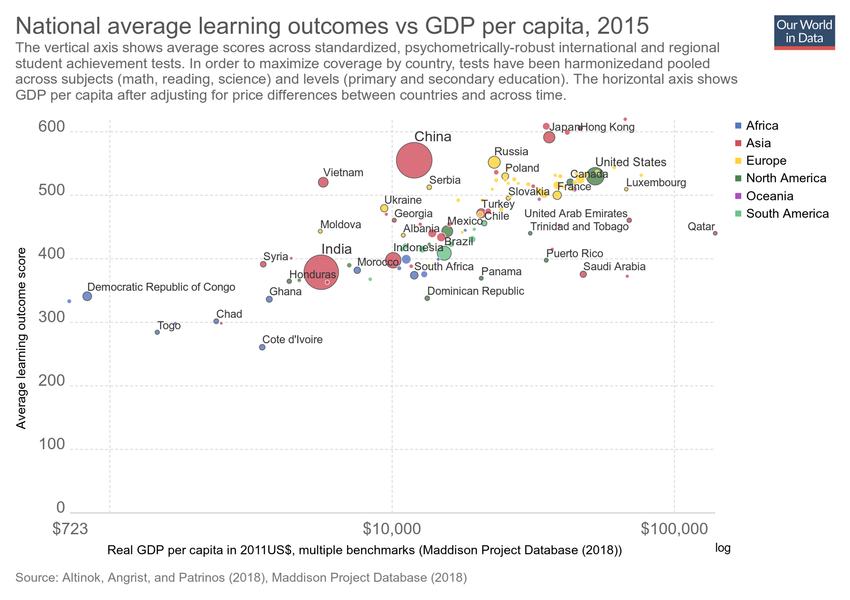 National average learning outcomes vs GDP per capita, 2015
Our World
in Data
The vertical axis shows average scores across standardized, psychometrically-robust international and regional
student achievement tests. In order to maximize coverage by country, tests have been harmonizedand pooled
across subjects (math, reading, science) and levels (primary and secondary education). The horizontal axis shows
GDP per capita after adjusting for price differences between countries and across time.
600
500
400
300
200
100
0
Average learning outcome score
China
Japan
Hong Kong
Russia
Poland
Canada
United States
Vietnam
Serbia
Slovakia
France
Luxembourg
Ukraine
Georgia
Turkey
Chile
United Arab Emirates
Moldova
Albania
Mexico
Trinidad and Tobago
Qatar
India
Syria
Morocco
Indonesia
Brazil
Puerto Rico
Honduras
South Africa
Panama
Saudi Arabia
Democratic Republic of Congo
Ghana
Dominican Republic
Togo
Chad
Cote d'Ivoire
Africa
Asia
Europe
North America
Oceania
South America
$723
$10,000
$100,000
Real GDP per capita in 2011US$, multiple benchmarks (Maddison Project Database (2018))
log
Source: Altinok, Angrist, and Patrinos (2018), Maddison Project Database (2018)